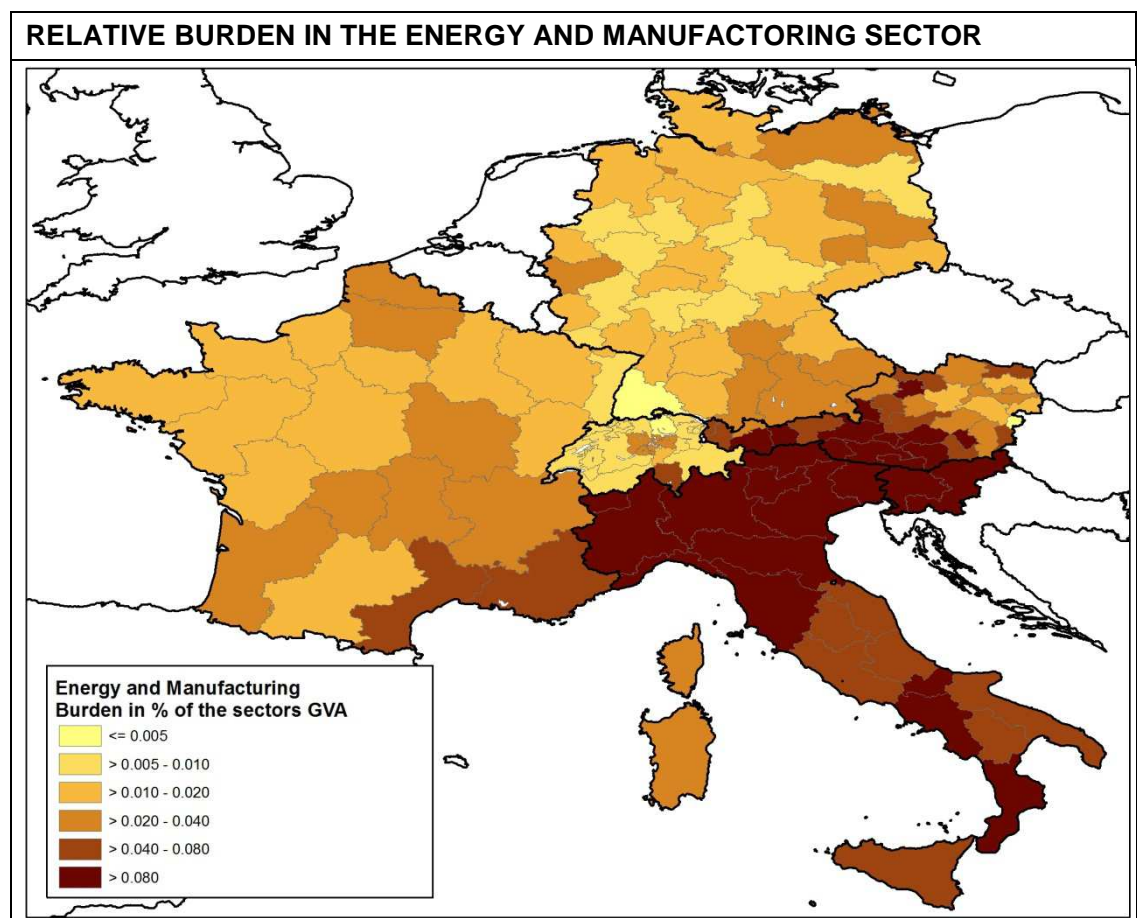 RELATIVE BURDEN IN THE ENERGY AND MANUFACTORING SECTOR
Energy and Manufacturing
Burden in % of the sectors GVA
<= 0.005
> 0.005 - 0.010
> 0.010 - 0.020
> 0.020 - 0.040
> 0.040 - 0.080
> 0.080